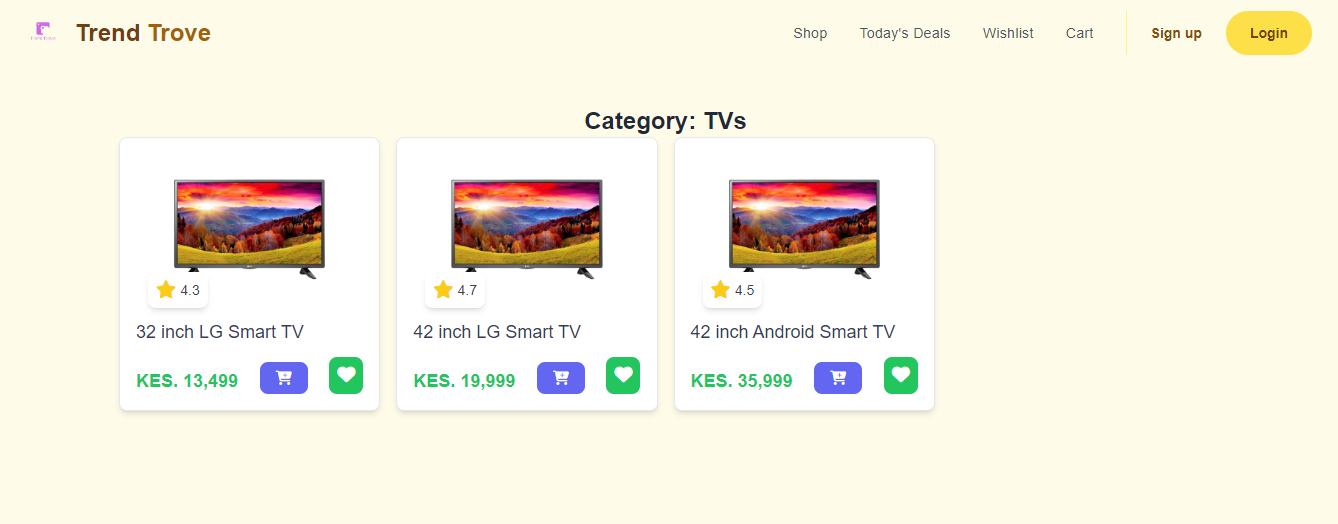 Trend Trove
Shop
Today's Deals
Wishlist
Cart
Sign up
Login
Category: TVs
4.3
4.7
4.5
32 inch LG Smart TV
42 inch LG Smart TV
42 inch Android Smart TV
KES. 13,499
KES. 19,999
KES. 35,999